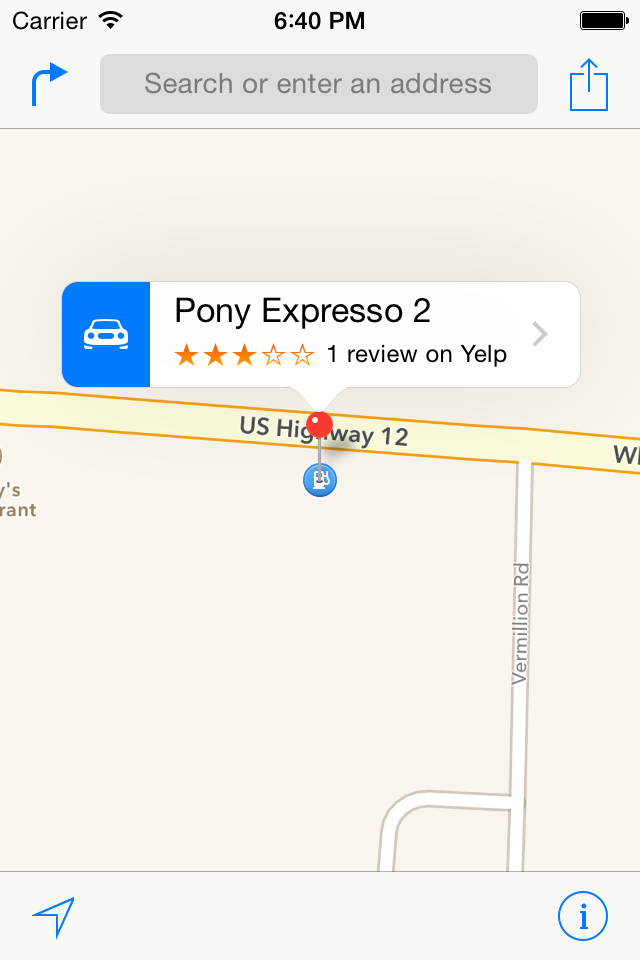 Carrier
6:40 PM
Search or enter an address
Pony Expresso 2
1 review on Yelp
US Highway 12
y's
rant
Vermillion Rd